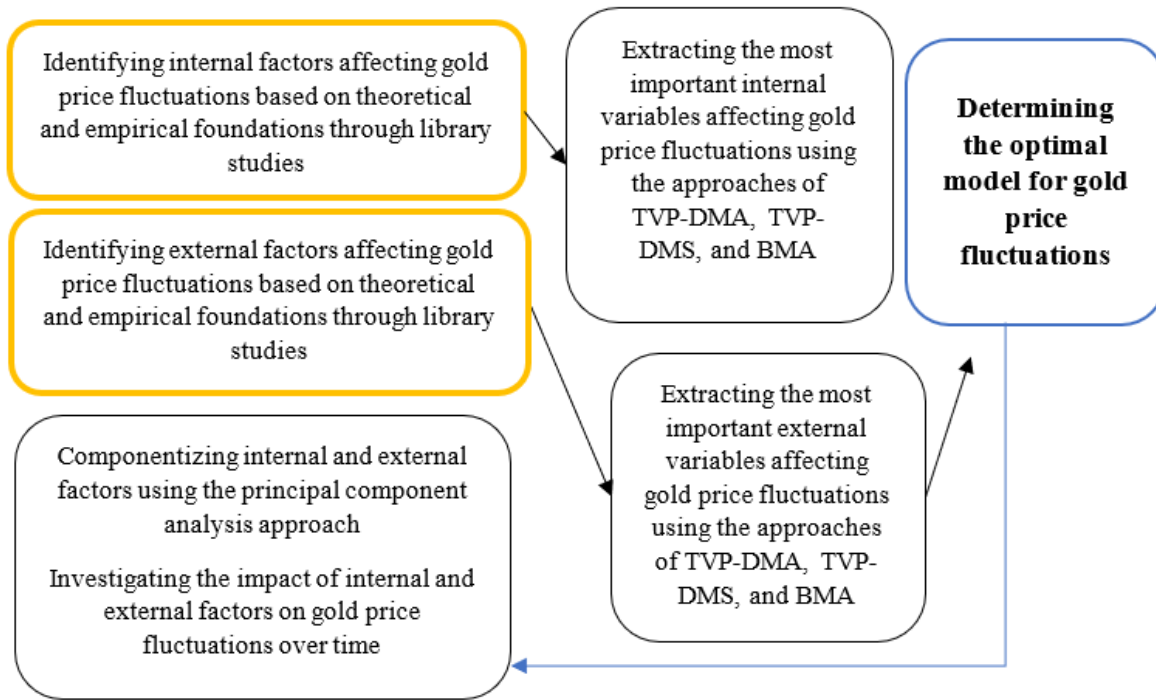 Identifying internal factors affecting gold
price fluctuations based on theoretical
and empirical foundations through library
studies
Identifying external factors affecting gold
price fluctuations based on theoretical
and empirical foundations through library
studies
Componentizing internal and external
factors using the principal component
analysis approach
Investigating the impact of internal and
external factors on gold price
fluctuations over time
Extracting the most
important internal
variables affecting gold
price fluctuations using
the approaches of
TVP-DMA, TVP-
DMS, and BMA
Extracting the most
important external
variables affecting
gold price fluctuations
using the approaches
of TVP-DMA, TVP-
DMS, and BMA
Determining
the optimal
model for gold
price
fluctuations